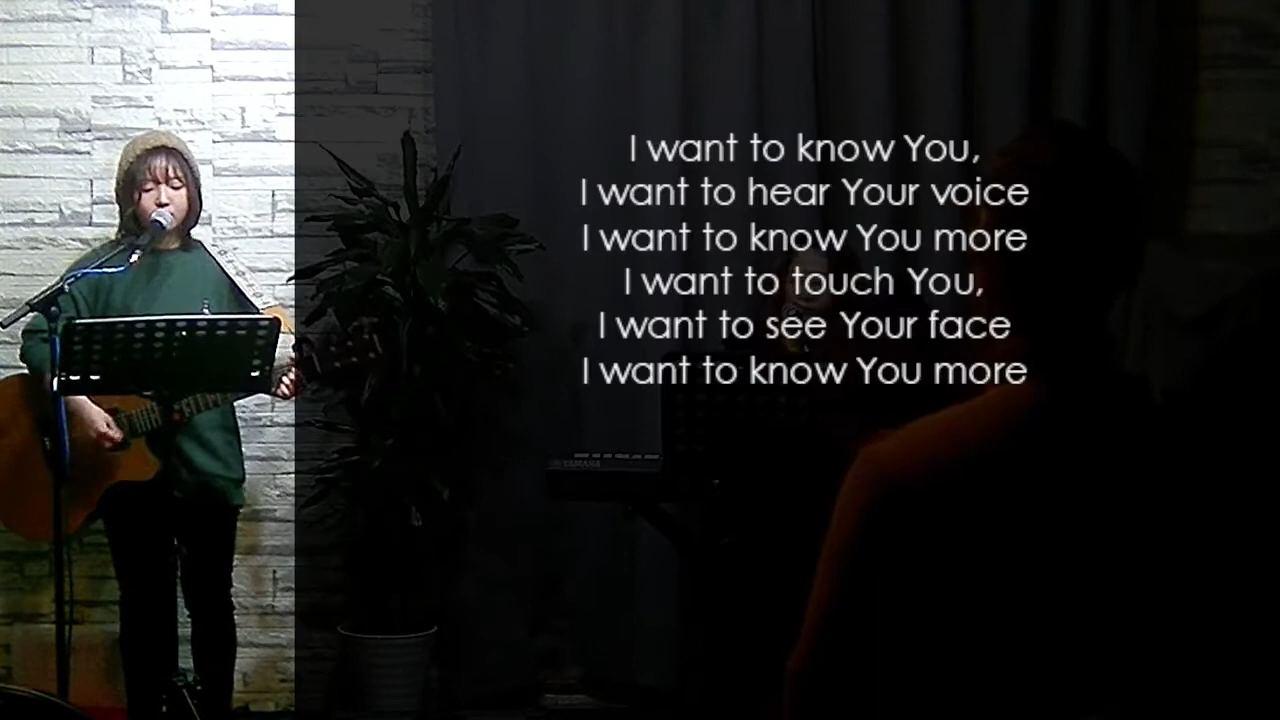 I want to know You,
I want to hear Your voice
I want to know You more
I want to touch You,
I want to see Your face
I want to know You more
YAMAHA